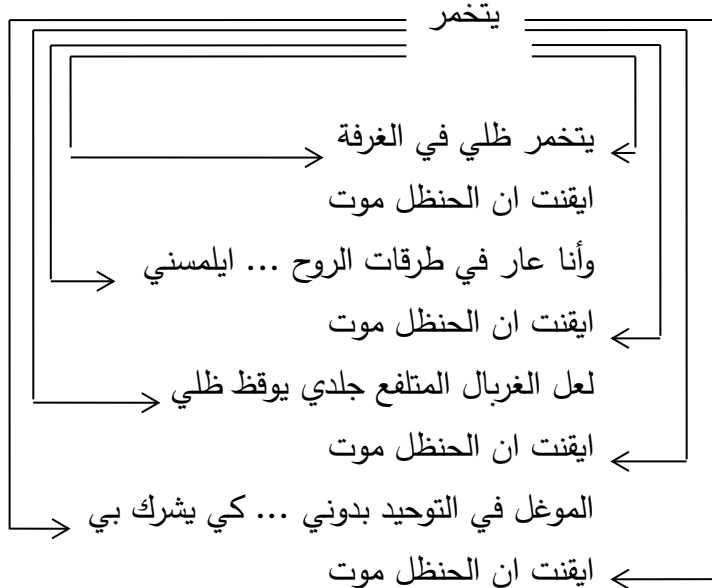 يتخمر
يتخمر ظلي في الغرفة
ايقنت ان الحنظل موت
وأنا عار في طرقات الروح ... ايلمسني
ايقنت ان الحنظل موت
لعل الغربال المتلفع جلدي يوقظ ظلي
ايقنت ان الحنظل موت
الموغل في التوحيد بدوني ... كي يشرك بي
ايقنت ان الحنظل موت